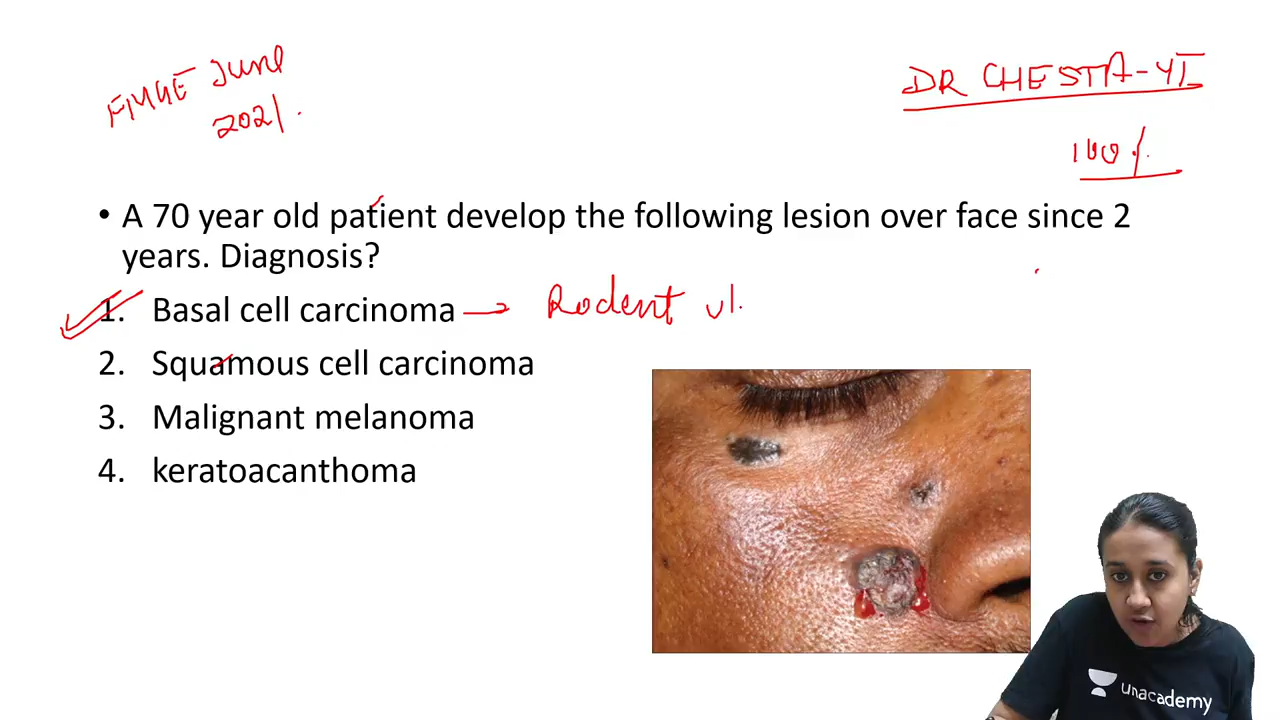 FMGE June
2021.
DR CHESTA-YI
100%
• A 70 year old patient develop the following lesion over face since 2
years. Diagnosis?
1. Basal cell carcinoma → Rodent ul.
2. Squamous cell carcinoma
3. Malignant melanoma
4. keratoacanthoma
unacademy